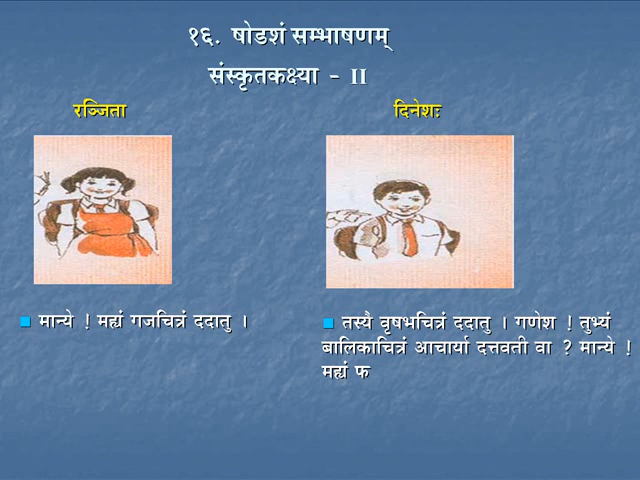 १६. षोडशं सम्भाषणम्
संस्कृतकक्ष्या - II
रञ्जिता
दिनेशः
मान्ये ! मह्यं गजचित्रं ददातु ।
तस्यै वृषभचित्रं ददातु । गणेश ! तुभ्यं
बालिकाचित्रं आचार्या दत्तवती वा ? मान्ये !
मह्यं फ